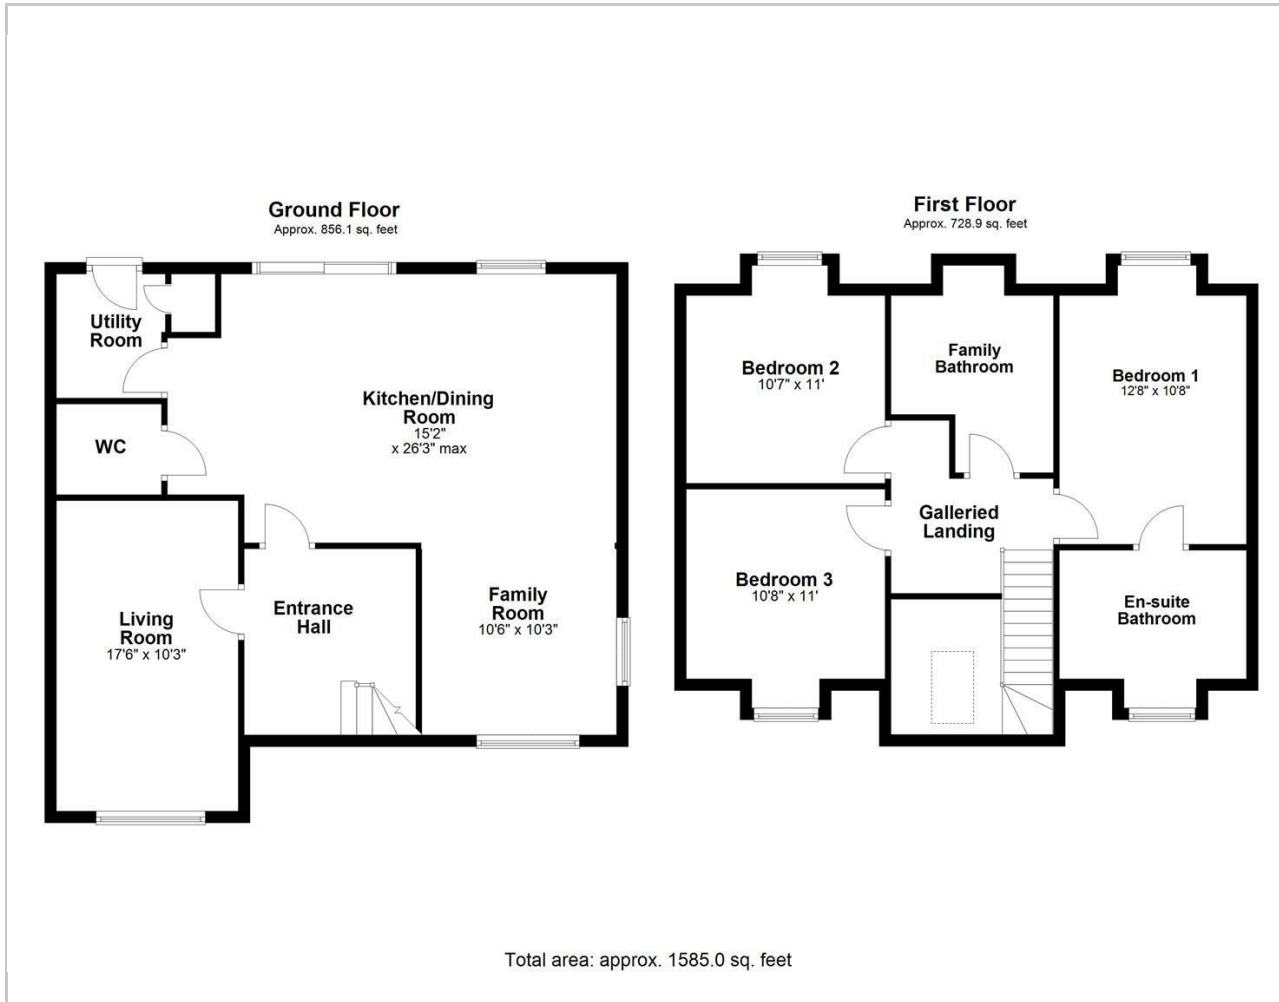 Ground Floor
Approx. 856.1 sq. feet
Utility
Room
WC
Kitchen/Dining
Room
15'2"
x 26'3" max
Living
Room
17'6" x 10'3"
Entrance
Hall
Family
Room
10'6" x 10'3"
First Floor
Approx. 728.9 sq. feet
Bedroom 2
10'7" x 11'
Family
Bathroom
Bedroom 1
12'8" x 10'8"
Galleried
Landing
Bedroom 3
10'8" x 11'
En-suite
Bathroom
Total area: approx. 1585.0 sq. feet